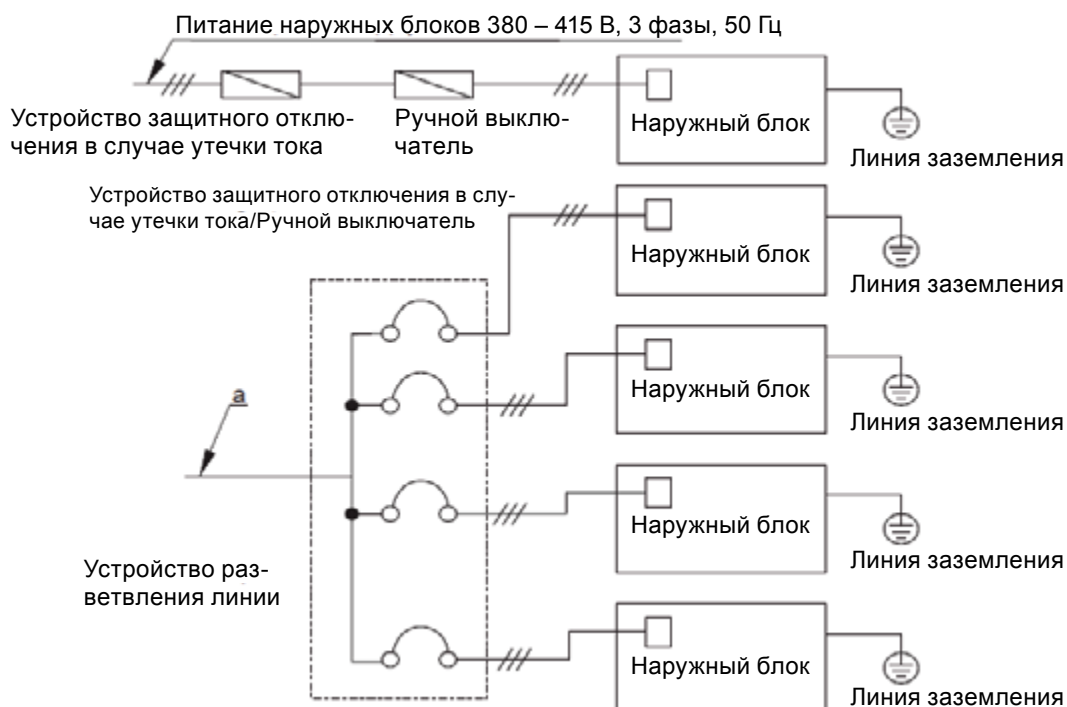 Питание наружных блоков 380 – 415 В, 3 фазы, 50 Гц
Устройство защитного отклю-
чения в случае утечки тока
Ручной выклю-
чатель
Наружный блок
Линия заземления
Устройство защитного отключения в слу-
чае утечки тока/Ручной выключатель
Наружный блок
Линия заземления
Наружный блок
Линия заземления
a
Наружный блок
Линия заземления
Устройство раз-
ветвления линии
Наружный блок
Линия заземления